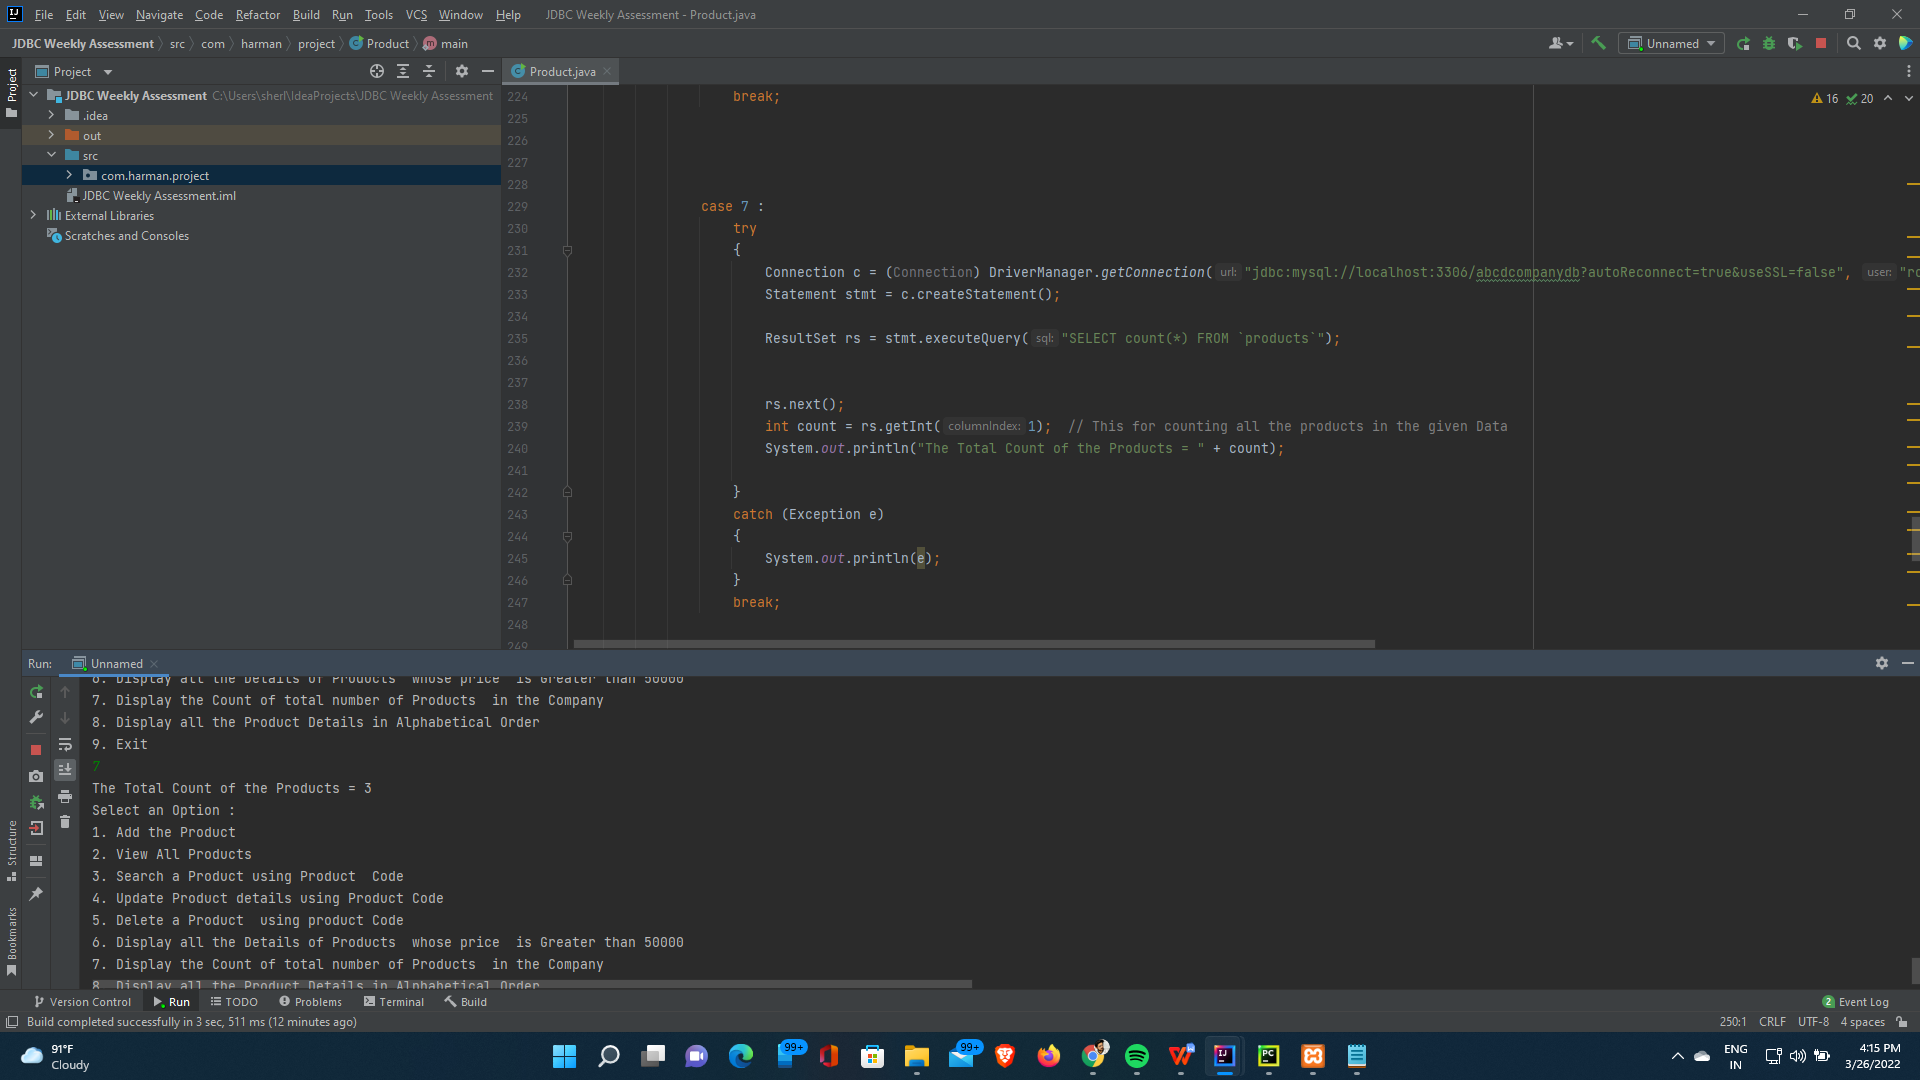 File Edit View Navigate Code Refactor Build Run Tools VCS Window Help JDBC Weekly Assessment - Product.java
JDBC Weekly Assessment src com harman project Product main
Unnamed
Project
Project
JDBC Weekly Assessment C:\Users\sherl\IdeaProjects\JDBC Weekly Assessment
.idea
out
src
com.harman.project
JDBC Weekly Assessment.iml
External Libraries
Scratches and Consoles
Product.java
16 20
224 break;
225
226
227
228
229 case 7 :
230 try
231 {
232 Connection c = (Connection) DriverManager.getConnection( url: "jdbc:mysql://localhost:3306/abcdcompanydb?autoReconnect=true&useSSL=false", user: "ro
233 Statement stmt = c.createStatement();
234
235 ResultSet rs = stmt.executeQuery( sql: "SELECT count(*) FROM `products`");
236
237
238 rs.next();
239 int count = rs.getInt( columnIndex: 1); // This for counting all the products in the given Data
240 System.out.println("The Total Count of the Products = " + count);
241
242 }
243 catch (Exception e)
244 {
245 System.out.println(e);
246 }
247 break;
248
249
Run: Unnamed
6. Display all the Details of Products  whose price  is Greater than 50000
7. Display the Count of total number of Products  in the Company
8. Display all the Product Details in Alphabetical Order
9. Exit
7
The Total Count of the Products = 3
Select an Option :
1. Add the Product
2. View All Products
3. Search a Product using Product  Code
4. Update Product details using Product Code
5. Delete a Product  using product Code
6. Display all the Details of Products  whose price  is Greater than 50000
7. Display the Count of total number of Products  in the Company
8. Display all the Product Details in Alphabetical Order
Structure
Bookmarks
Version Control Run TODO Problems Terminal Build 2 Event Log
Build completed successfully in 3 sec, 511 ms (12 minutes ago) 250:1 CRLF UTF-8 4 spaces
91°F
Cloudy
99+ 99+
ENG
IN
4:15 PM
3/26/2022